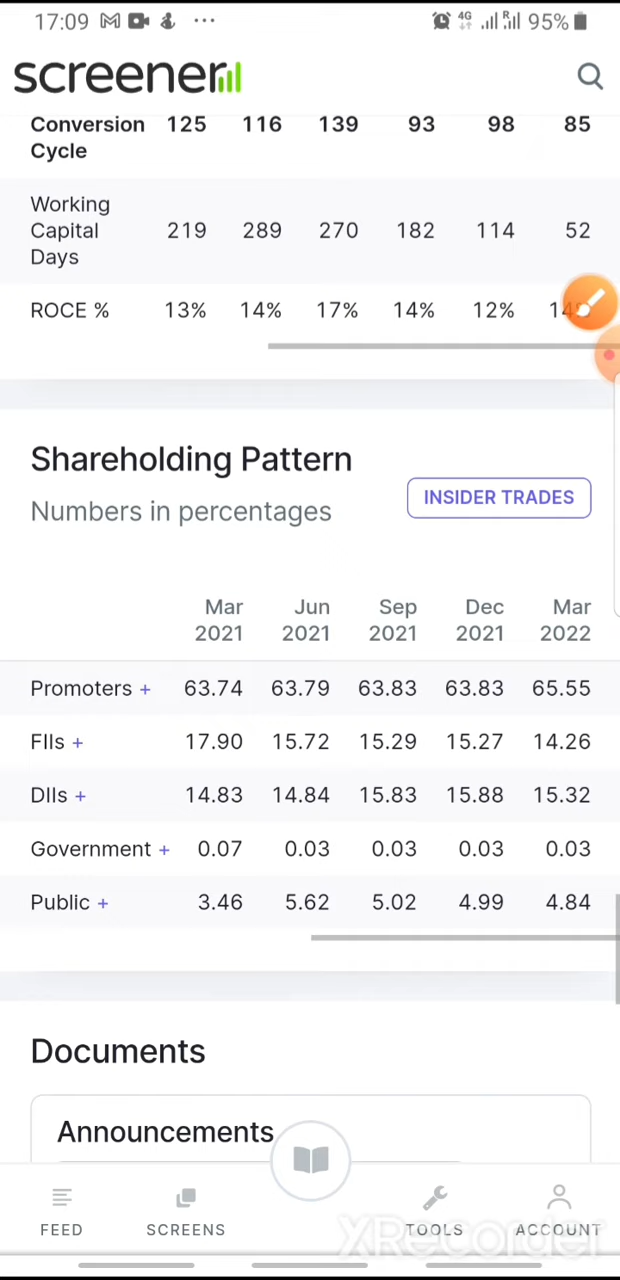 17:09 4G R 95%
screener
Conversion Cycle 125 116 139 93 98 85
Working Capital Days 219 289 270 182 114 52
ROCE % 13% 14% 17% 14% 12%
Shareholding Pattern
Numbers in percentages
INSIDER TRADES
Mar 2021 Jun 2021 Sep 2021 Dec 2021 Mar 2022
Promoters + 63.74 63.79 63.83 63.83 65.55
FIIs + 17.90 15.72 15.29 15.27 14.26
DIIs + 14.83 14.84 15.83 15.88 15.32
Government + 0.07 0.03 0.03 0.03 0.03
Public + 3.46 5.62 5.02 4.99 4.84
Documents
Announcements
FEED SCREENS TOOLS ACCOUNT
XRecorder